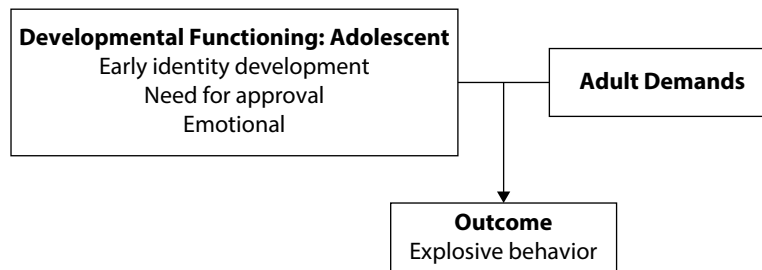 Developmental Functioning: Adolescent
Early identity development
Need for approval
Emotional
Adult Demands
Outcome
Explosive behavior